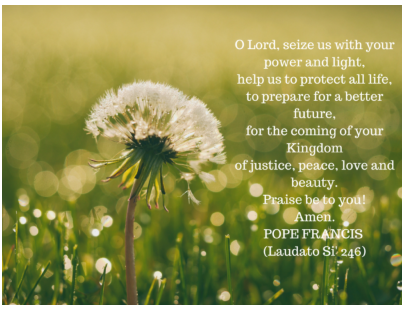 O Lord, seize us with your
power and light,
help us to protect all life,
to prepare for a better
future,
for the coming of your
Kingdom
of justice, peace, love and
beauty.
Praise be to you!
Amen.
POPE FRANCIS
(Laudato Si' 246)